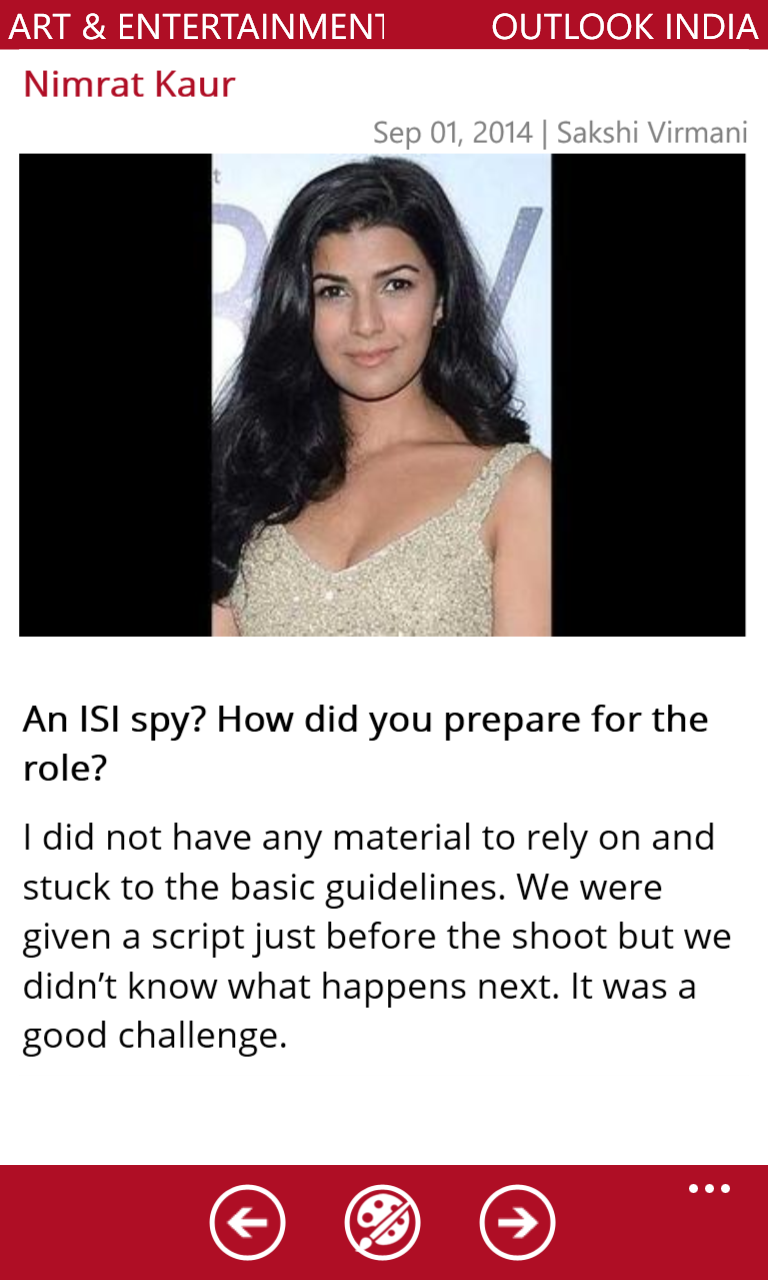 ART & ENTERTAINMENT
OUTLOOK INDIA
Nimrat Kaur
Sep 01, 2014 | Sakshi Virmani
t
An ISI spy? How did you prepare for the
role?
I did not have any material to rely on and
stuck to the basic guidelines. We were
given a script just before the shoot but we
didn’t know what happens next. It was a
good challenge.